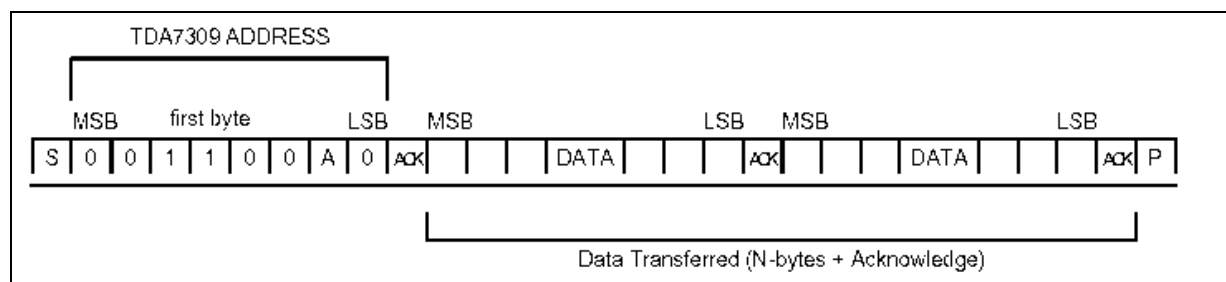 TDA7309 ADDRESS
MSB first byte LSB MSB LSB MSB LSB
S 0 0 1 1 0 0 A 0 ACK DATA ACK DATA ACK P
Data Transferred (N-bytes + Acknowledge)